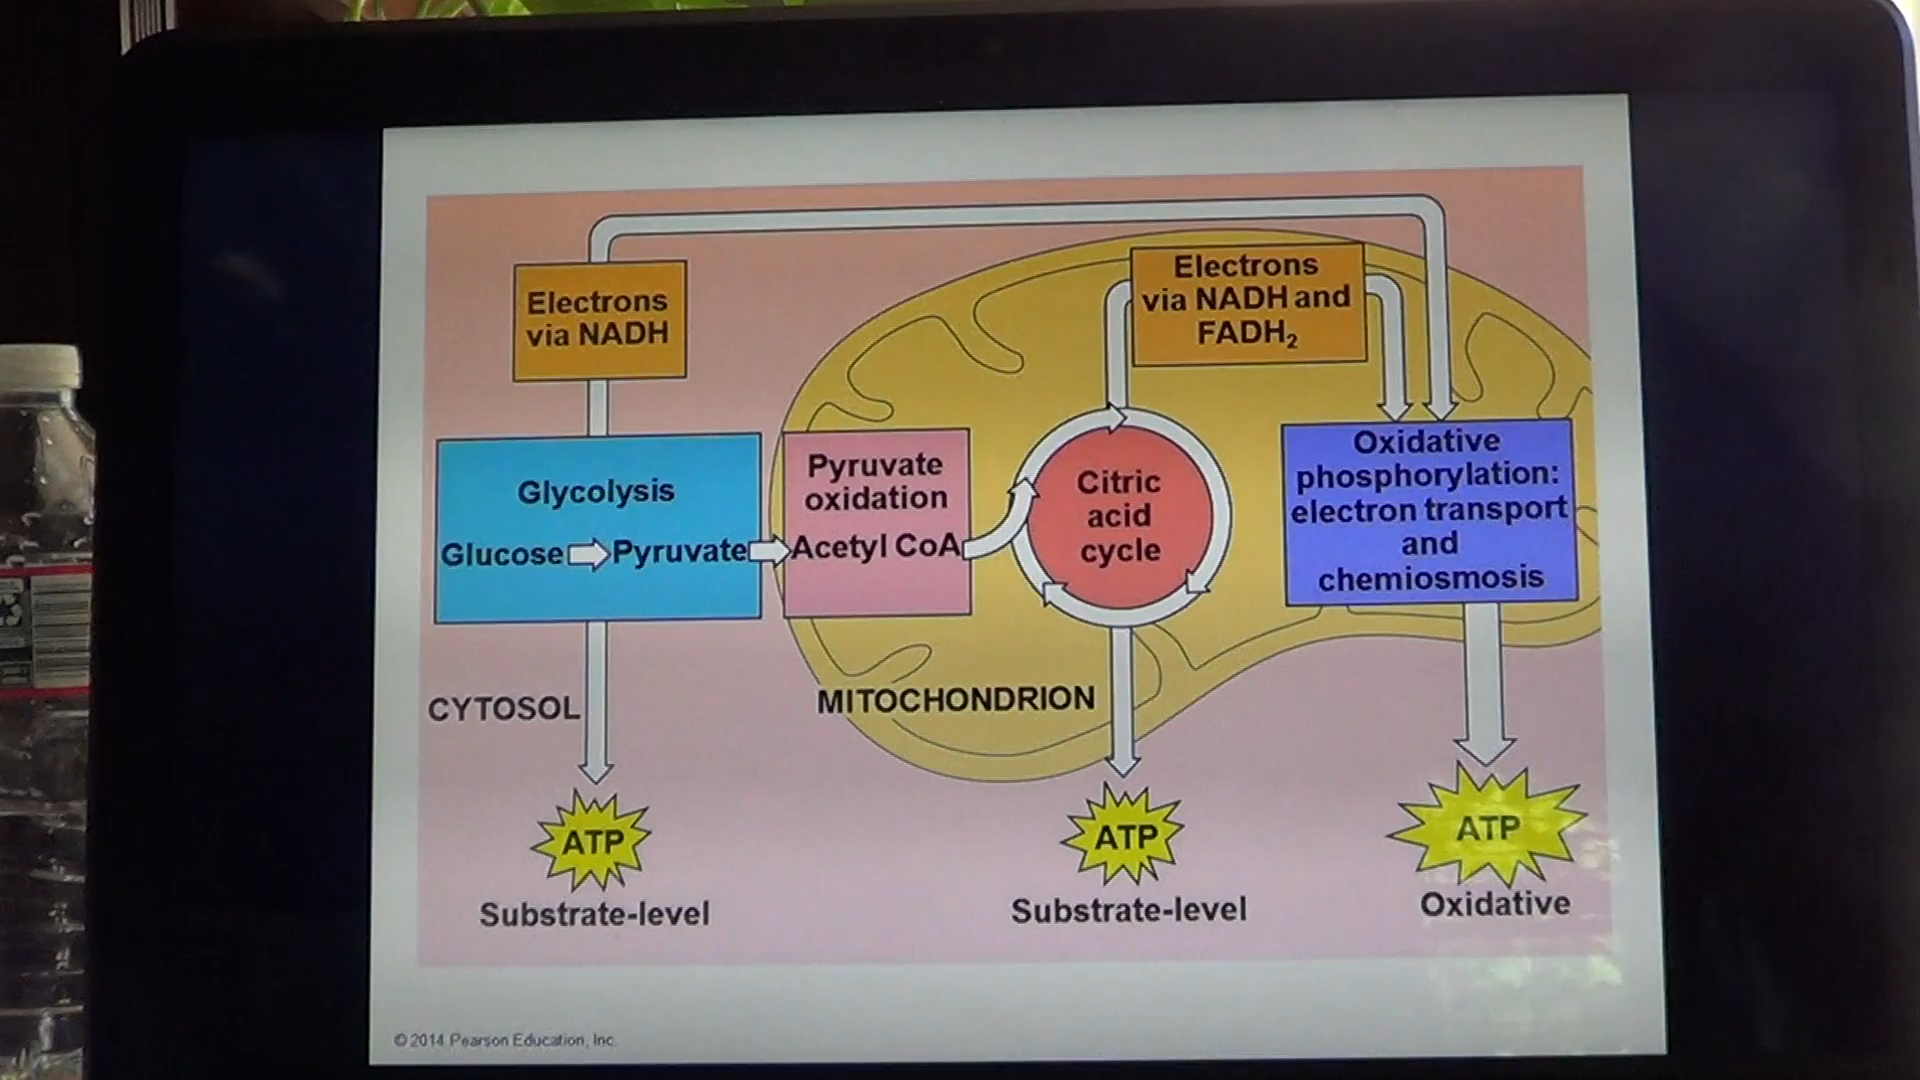 Electrons
via NADH
Electrons
via NADH and
FADH₂
Glycolysis
Glucose Pyruvate
Pyruvate
oxidation
Acetyl CoA
Citric
acid
cycle
Oxidative
phosphorylation:
electron transport
and
chemiosmosis
CYTOSOL
MITOCHONDRION
ATP
ATP
ATP
Substrate-level
Substrate-level
Oxidative
© 2014 Pearson Education, Inc.